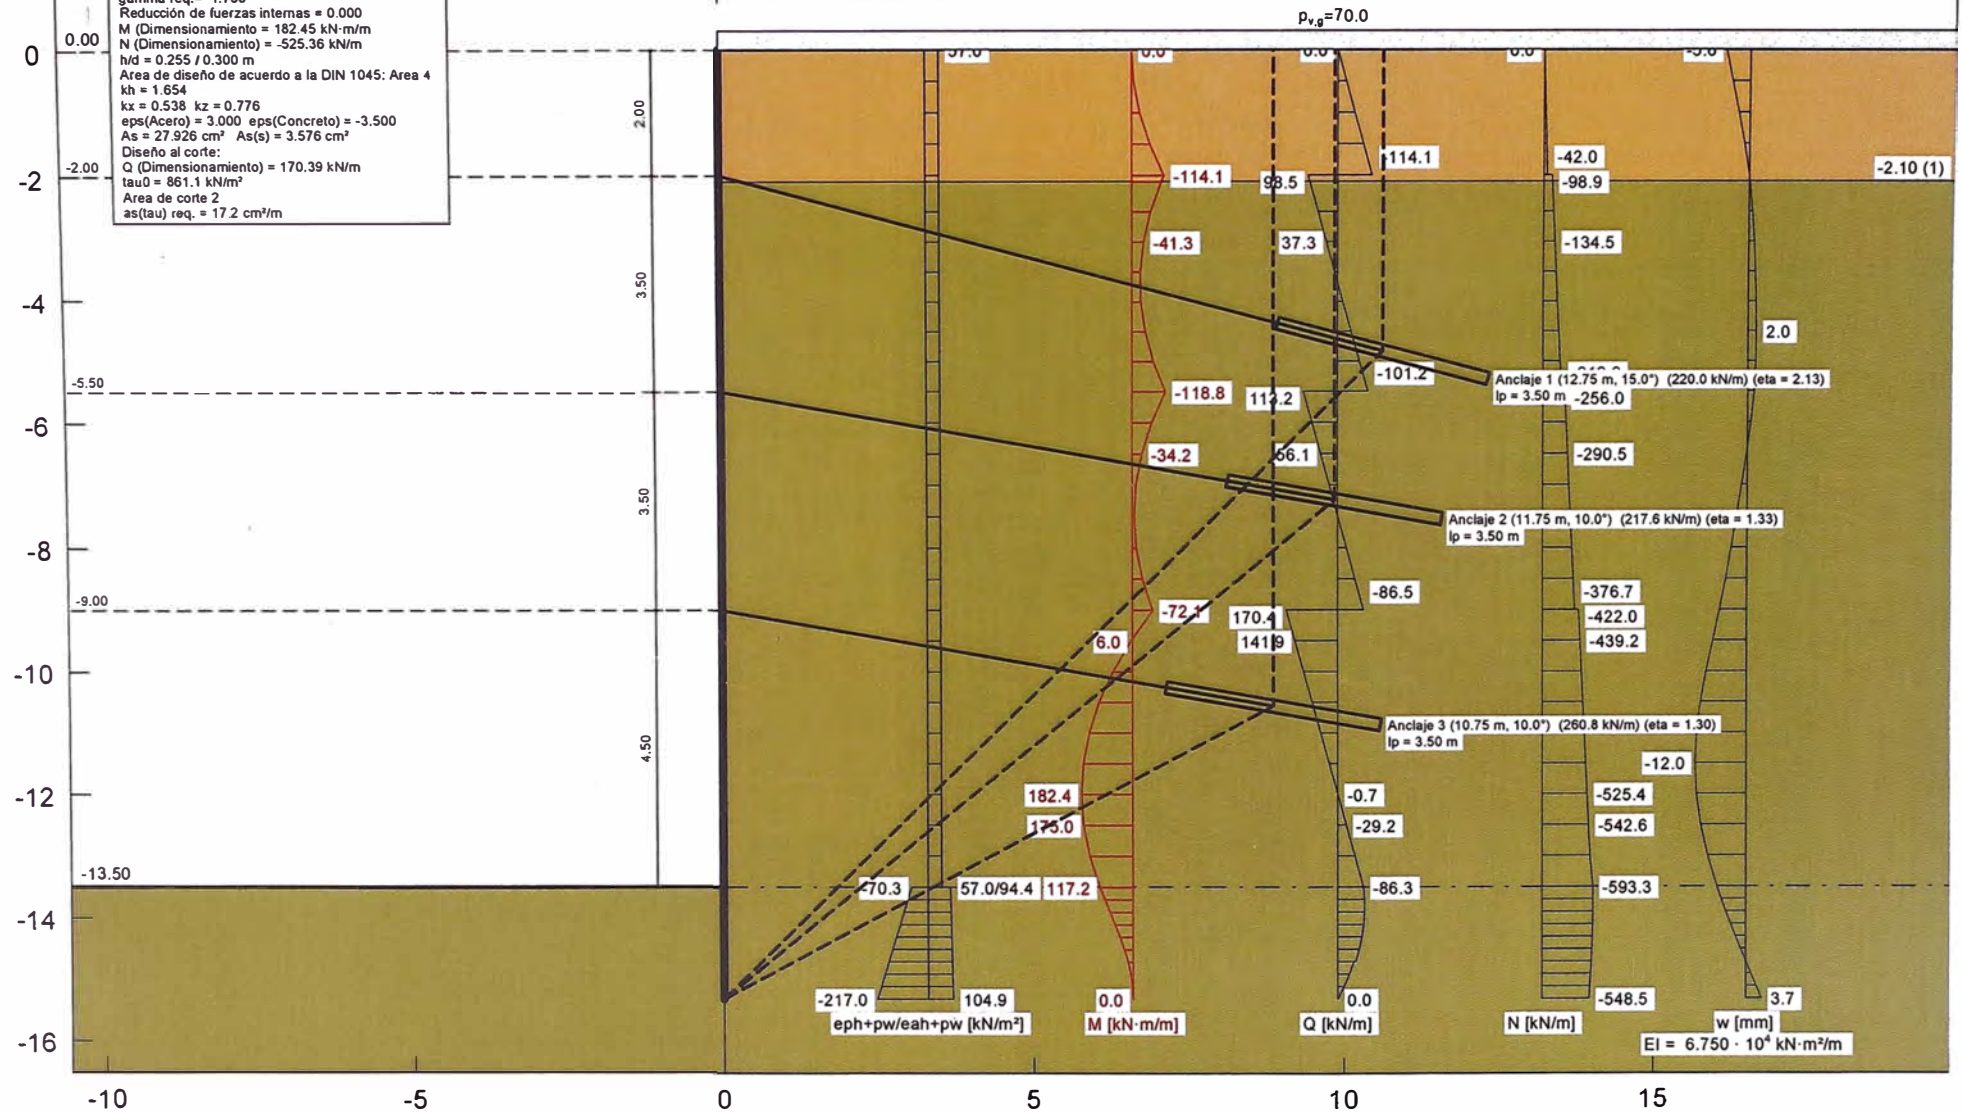 Reducción de fuerzas internas = 0.000
M (Dimensionamiento = 182.45 kN·m/m
N (Dimensionamiento) = -525.36 kN/m
h/d = 0.255 / 0.300 m
Area de diseño de acuerdo a la DIN 1045: Area 4
kh = 1.654
kx = 0.538 kz = 0.776
eps(Acero) = 3.000 eps(Concreto) = -3.500
As = 27.926 cm² As(s) = 3.576 cm²
Diseño al corte:
Q (Dimensionamiento) = 170.39 kN/m
tau0 = 861.1 kN/m²
Area de corte 2
as(tau) req. = 17.2 cm²/m
pv,g=70.0
0
0.00
57.0
0.0
0.0
0.0
2.00
-114.1
-42.0
-2
-2.00
-114.1
98.5
-98.9
-2.10 (1)
-41.3
37.3
-134.5
3.50
-4
2.0
-101.2
Anclaje 1 (12.75 m, 15.0°) (220.0 kN/m) (eta = 2.13)
lp = 3.50 m
-256.0
-5.50
-118.8
113.2
-6
-34.2
56.1
-290.5
3.50
Anclaje 2 (11.75 m, 10.0°) (217.6 kN/m) (eta = 1.33)
lp = 3.50 m
-8
-86.5
-376.7
-9.00
-72.1
170.4
-422.0
6.0
141.9
-439.2
-10
Anclaje 3 (10.75 m, 10.0°) (260.8 kN/m) (eta = 1.30)
lp = 3.50 m
4.50
-12.0
-12
182.4
-0.7
-525.4
175.0
-29.2
-542.6
-13.50
-70.3
57.0/94.4
117.2
-86.3
-593.3
-14
-217.0
104.9
0.0
0.0
-548.5
3.7
eph+pw/eah+pw [kN/m²]
M [kN·m/m]
Q [kN/m]
N [kN/m]
w [mm]
EI = 6.750 · 10⁴ kN·m²/m
-16
-10
-5
0
5
10
15